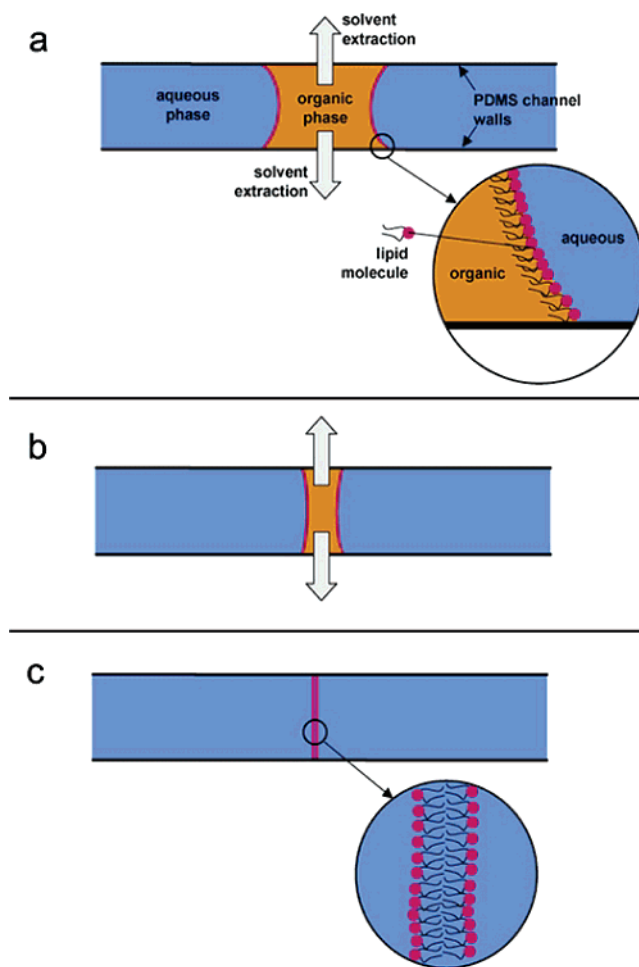 a
solvent
extraction
aqueous
phase
organic
phase
PDMS channel
walls
solvent
extraction
lipid
molecule
organic
aqueous
b
c